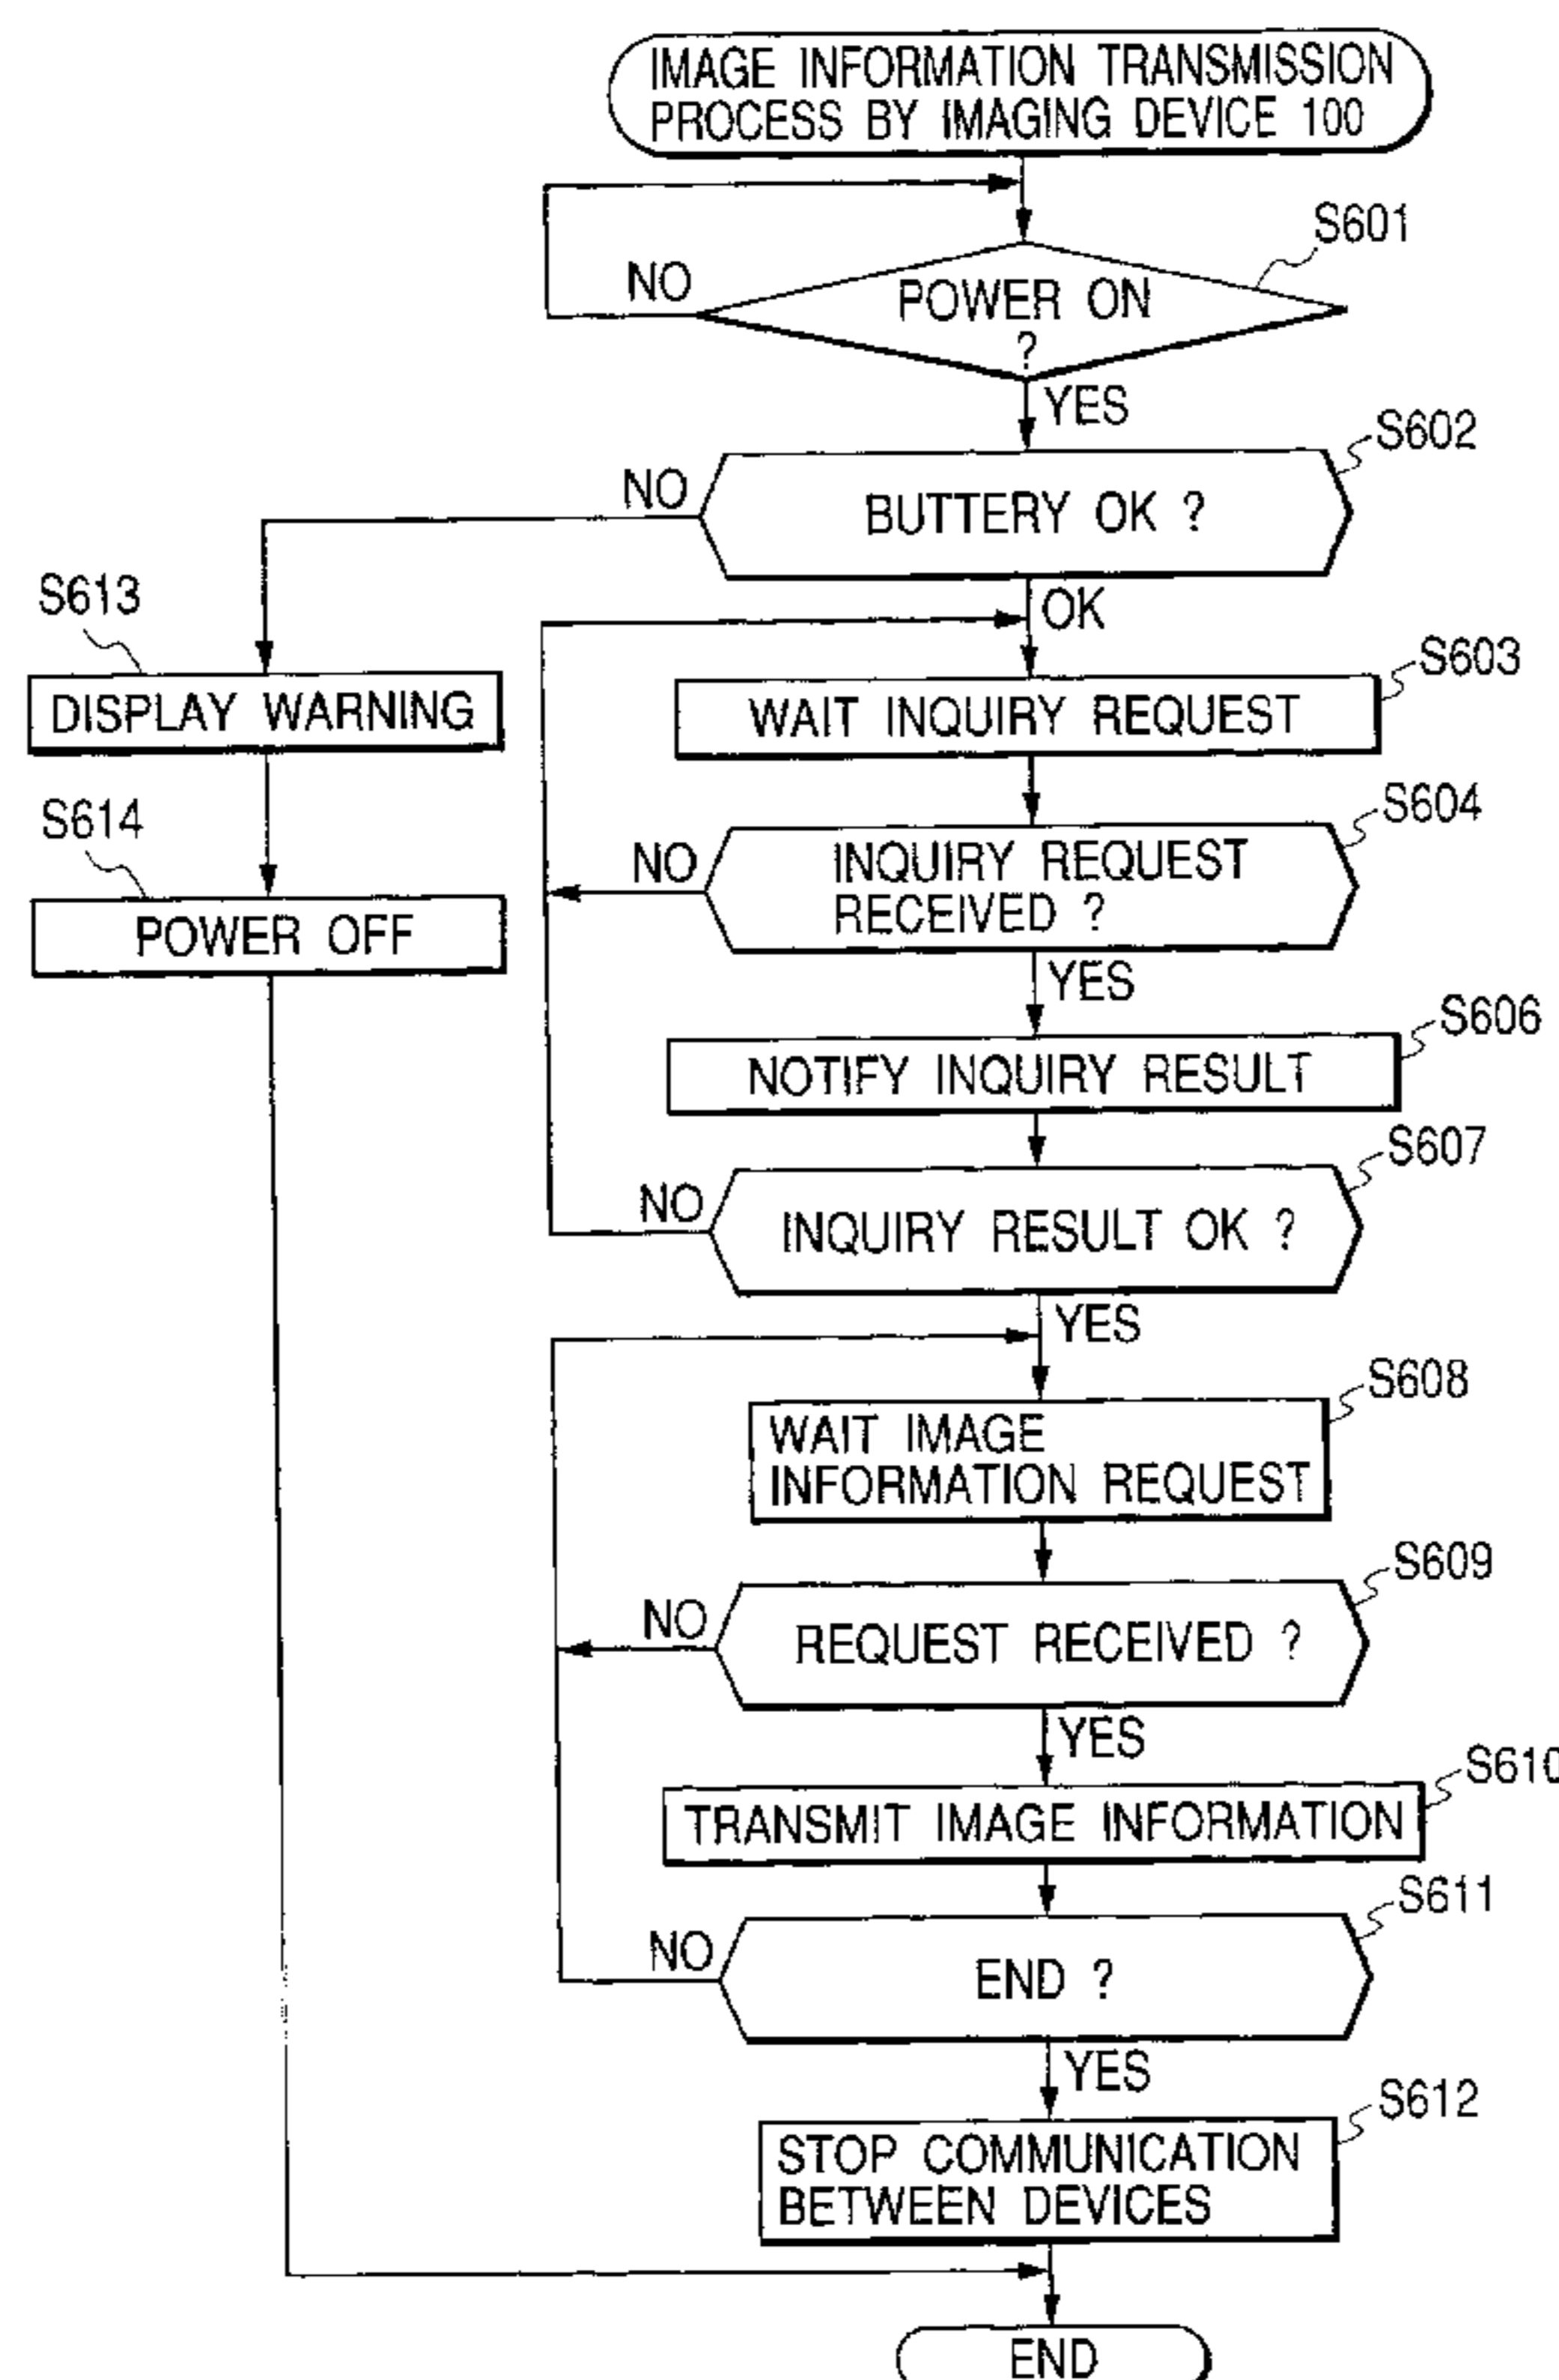 IMAGE INFORMATION TRANSMISSION
PROCESS BY IMAGING DEVICE 100
S601
NO
POWER ON
?
YES
S602
NO
BUTTERY OK ?
OK
S613
DISPLAY WARNING
S603
WAIT INQUIRY REQUEST
S614
POWER OFF
S604
NO
INQUIRY REQUEST
RECEIVED ?
YES
S606
NOTIFY INQUIRY RESULT
S607
NO
INQUIRY RESULT OK ?
YES
S608
WAIT IMAGE
INFORMATION REQUEST
S609
NO
REQUEST RECEIVED ?
YES
S610
TRANSMIT IMAGE INFORMATION
S611
NO
END ?
YES
S612
STOP COMMUNICATION
BETWEEN DEVICES
END